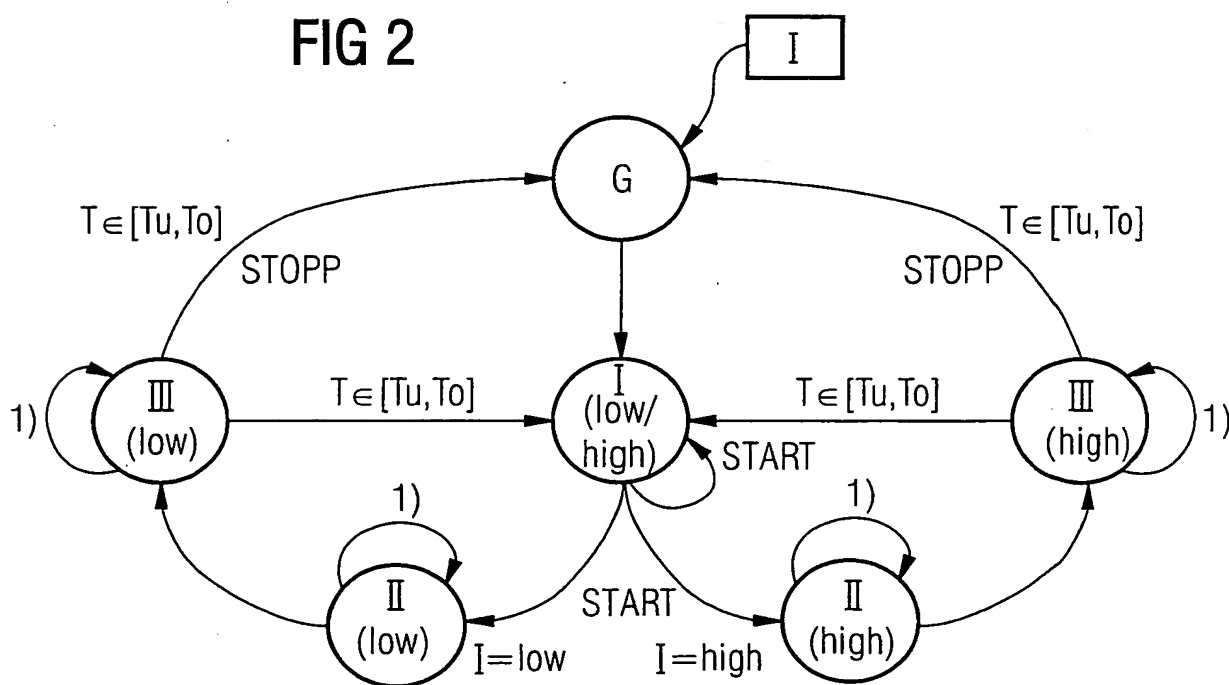 FIG 2
I
G
T∈[Tu,To]
STOPP
T∈[Tu,To]
STOPP
1)
III
(low)
T∈[Tu,To]
I
(low/
high)
START
T∈[Tu,To]
III
(high)
1)
1)
II
(low)
I=low
START
I=high
1)
II
(high)